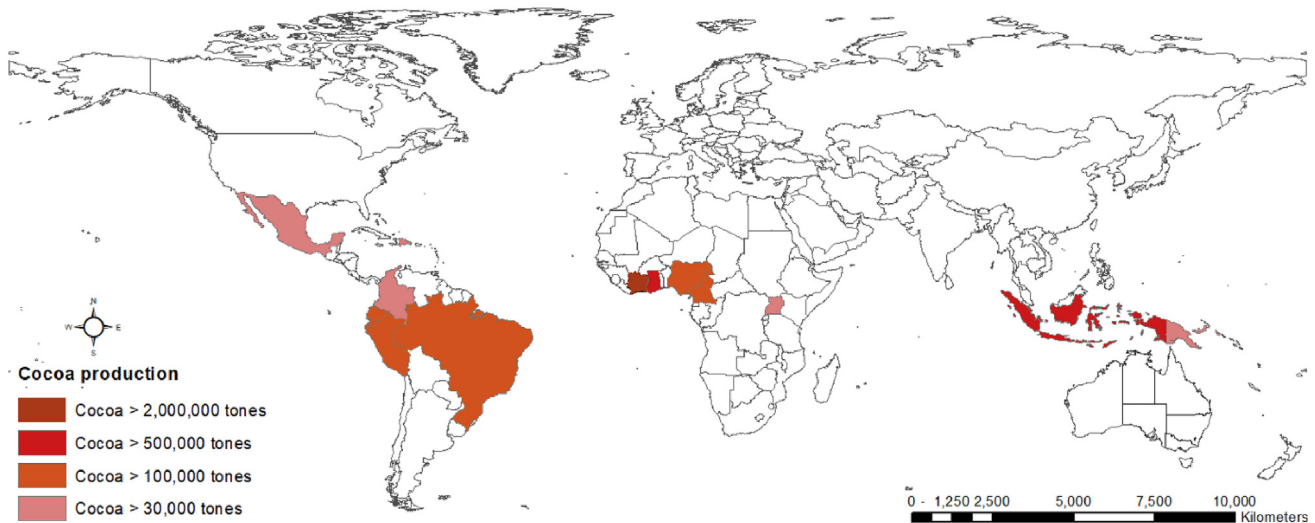 N
W E
S
Cocoa production
Cocoa > 2,000,000 tones
Cocoa > 500,000 tones
Cocoa > 100,000 tones
Cocoa > 30,000 tones
0 - 1,250 2,500 5,000 7,500 10,000
Kilometers